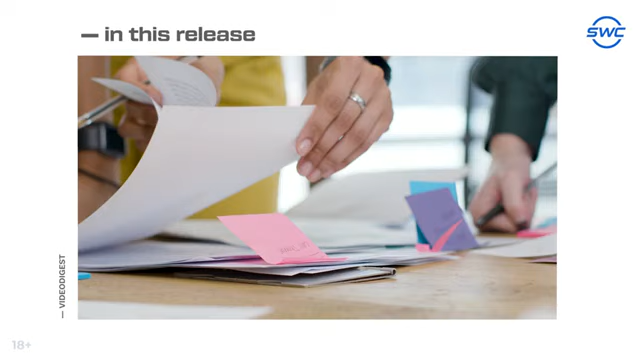 — in this release
SWC
— VIDEODIGEST
18+